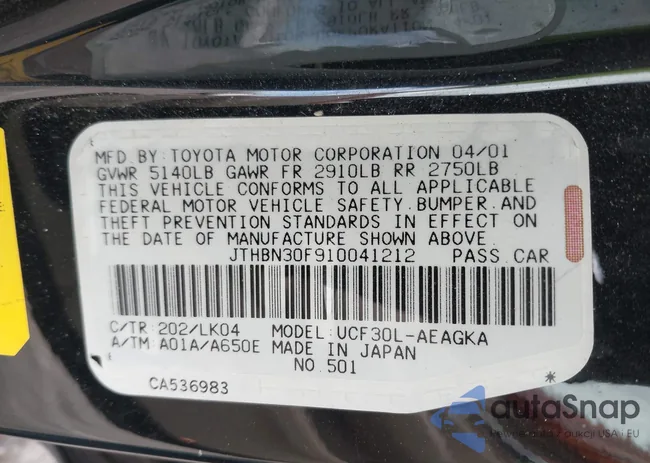 MFD.BY:TOYOTA MOTOR CORPORATION 04/01
GVWR 5140LB GAWR FR 2910LB RR 2750LB
THIS VEHICLE CONFORMS TO ALL APPLICABLE
FEDERAL MOTOR VEHICLE SAFETY.BUMPER.AND
THEFT PREVENTION STANDARDS IN EFFECT ON
THE DATE OF MANUFACTURE SHOWN ABOVE.
JTHBN30F910041212 PASS.CAR
C/TR:202/LK04 MODEL:UCF30L-AEAGKA
A/TM:A01A/A650E MADE IN JAPAN
NO.501
CA536983 *
autoSnap
z aukcji USA i EU